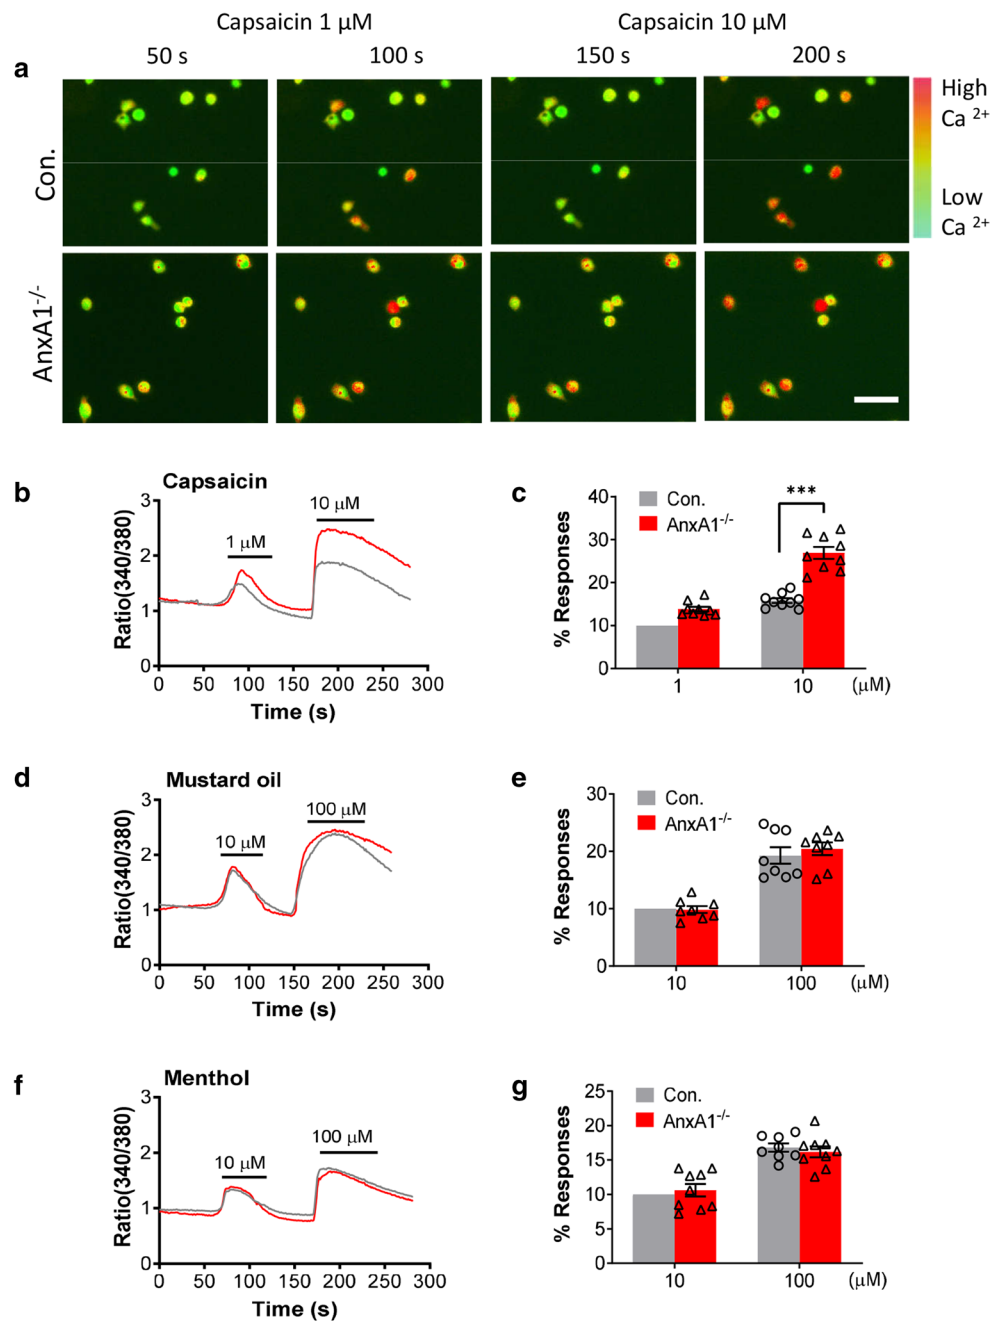 Capsaicin 1 µM
Capsaicin 10 µM
50 s
100 s
150 s
200 s
a
Con.
AnxA1-/-
High
Ca 2+
Low
Ca 2+
b
Capsaicin
Ratio(340/380)
3
2
1
0
1 µM
10 µM
0 50 100 150 200 250 300
Time (s)
c
% Responses
40
30
20
10
0
Con.
AnxA1-/-
***
1 10 (µM)
d
Mustard oil
Ratio(340/380)
3
2
1
0
10 µM
100 µM
0 50 100 150 200 250 300
Time (s)
e
% Responses
30
20
10
0
Con.
AnxA1-/-
10 100 (µM)
f
Menthol
Ratio(340/380)
3
2
1
0
10 µM
100 µM
0 50 100 150 200 250 300
Time (s)
g
% Responses
25
20
15
10
5
0
Con.
AnxA1-/-
10 100 (µM)